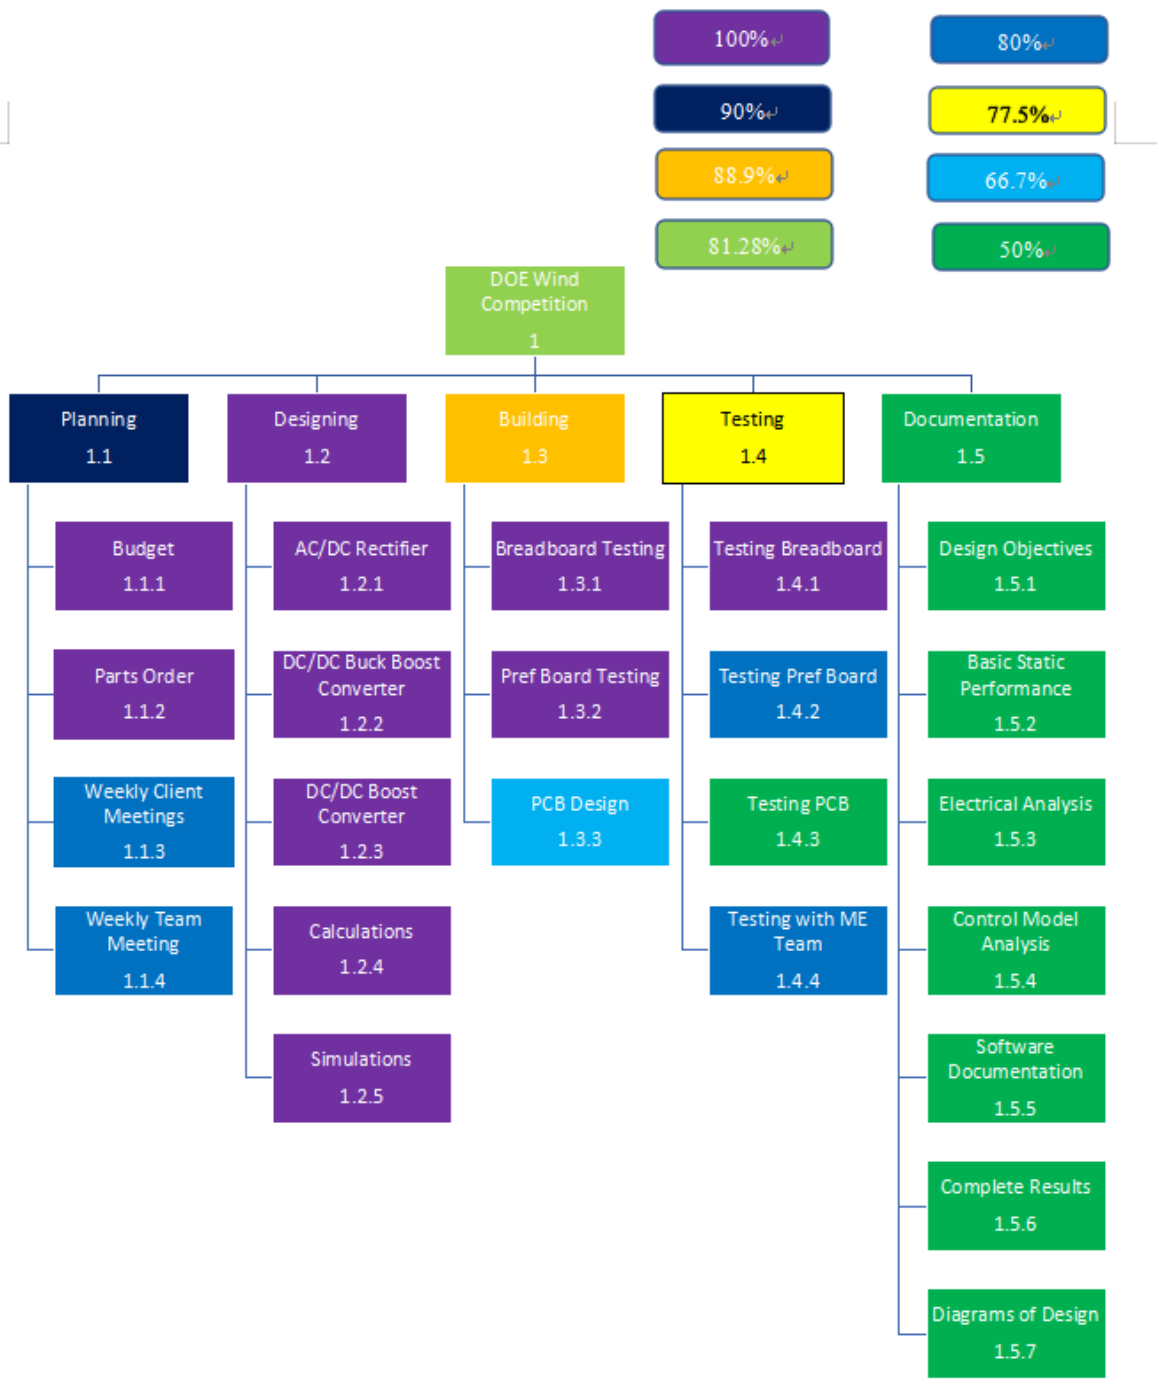 100%↵
80%↵
90%↵
77.5%↵
88.9%↵
66.7%↵
81.28%↵
50%↵
DOE Wind
Competition
1
Planning
1.1
Designing
1.2
Building
1.3
Testing
1.4
Documentation
1.5
Budget
1.1.1
Parts Order
1.1.2
Weekly Client
Meetings
1.1.3
Weekly Team
Meeting
1.1.4
AC/DC Rectifier
1.2.1
DC/DC Buck Boost
Converter
1.2.2
DC/DC Boost
Converter
1.2.3
Calculations
1.2.4
Simulations
1.2.5
Breadboard Testing
1.3.1
Pref Board Testing
1.3.2
PCB Design
1.3.3
Testing Breadboard
1.4.1
Testing Pref Board
1.4.2
Testing PCB
1.4.3
Testing with ME
Team
1.4.4
Design Objectives
1.5.1
Basic Static
Performance
1.5.2
Electrical Analysis
1.5.3
Control Model
Analysis
1.5.4
Software
Documentation
1.5.5
Complete Results
1.5.6
Diagrams of Design
1.5.7